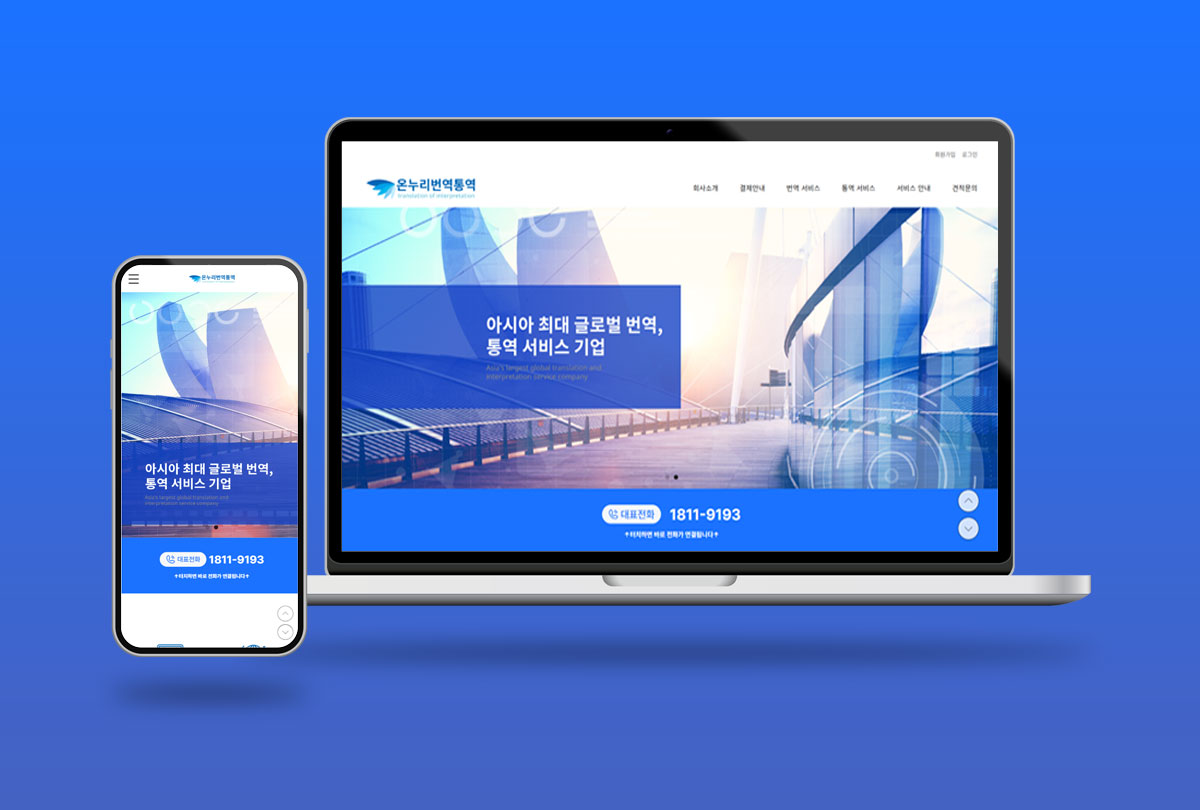 회원가입 로그인
온누리번역통역
translation of interpretation
회사소개 결제안내 번역 서비스 통역 서비스 서비스 안내 견적문의
아시아 최대 글로벌 번역,
통역 서비스 기업
Asia's largest global translation and
interpretation service company
대표전화 1811-9193
↑터치하면 바로 전화가 연결됩니다↑
온누리번역통역
아시아 최대 글로벌 번역,
통역 서비스 기업
Asia's largest global translation and
interpretation service company
대표전화 1811-9193
↑터치하면 바로 전화가 연결됩니다↑